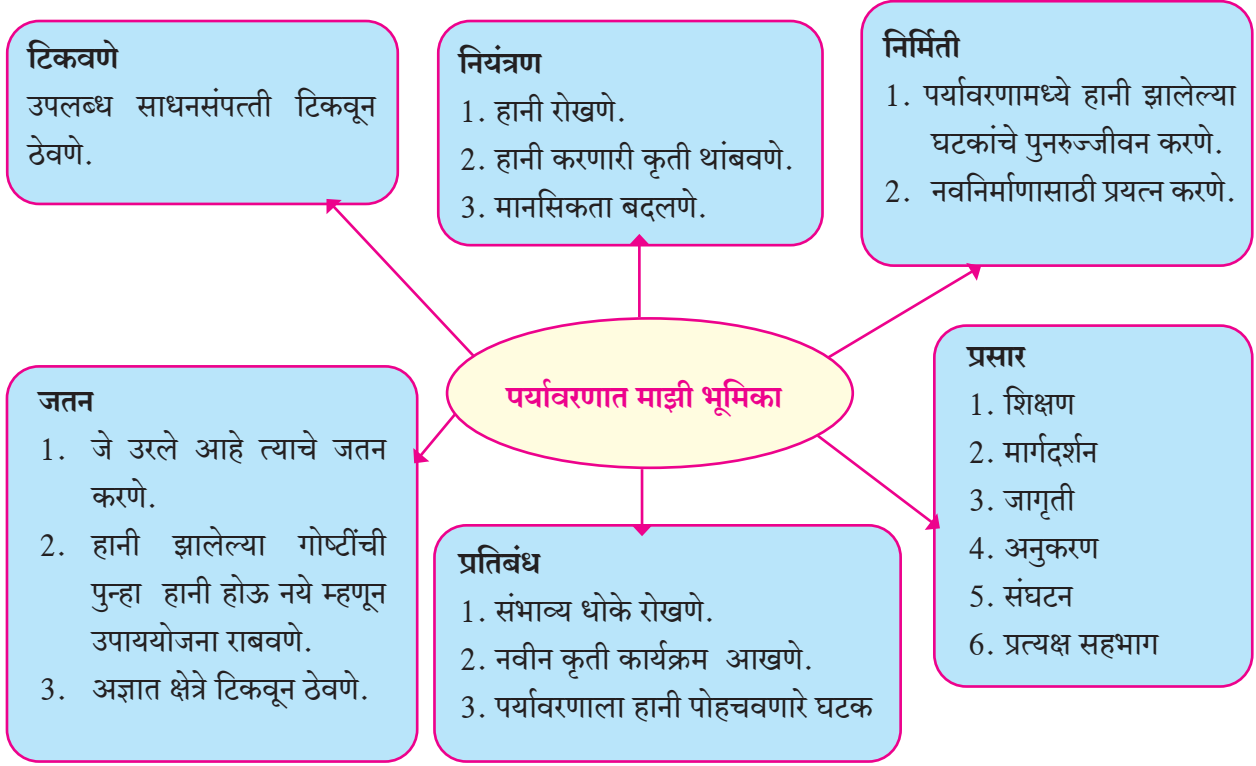 टिकवणे
उपलब्ध साधनसंपत्ती टिकवून
ठेवणे.
नियंत्रण
1. हानी रोखणे.
2. हानी करणारी कृती थांबवणे.
3. मानसिकता बदलणे.
निर्मिती
1. पर्यावरणामध्ये हानी झालेल्या
घटकांचे पुनरुज्जीवन करणे.
2. नवनिर्माणासाठी प्रयत्न करणे.
पर्यावरणात माझी भूमिका
जतन
1. जे उरले आहे त्याचे जतन
करणे.
2. हानी झालेल्या गोष्टींची
पुन्हा हानी होऊ नये म्हणून
उपाययोजना राबवणे.
3. अज्ञात क्षेत्रे टिकवून ठेवणे.
प्रतिबंध
1. संभाव्य धोके रोखणे.
2. नवीन कृती कार्यक्रम आखणे.
3. पर्यावरणाला हानी पोहचवणारे घटक
प्रसार
1. शिक्षण
2. मार्गदर्शन
3. जागृती
4. अनुकरण
5. संघटन
6. प्रत्यक्ष सहभाग